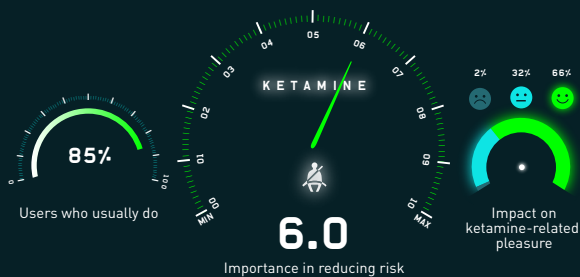 KETAMINE
MIN
00
01
02
03
04
05
06
07
08
09
10
MAX
6.0
Importance in reducing risk
0
85%
100
Users who usually do
2%
32%
66%
Impact on
ketamine-related
pleasure